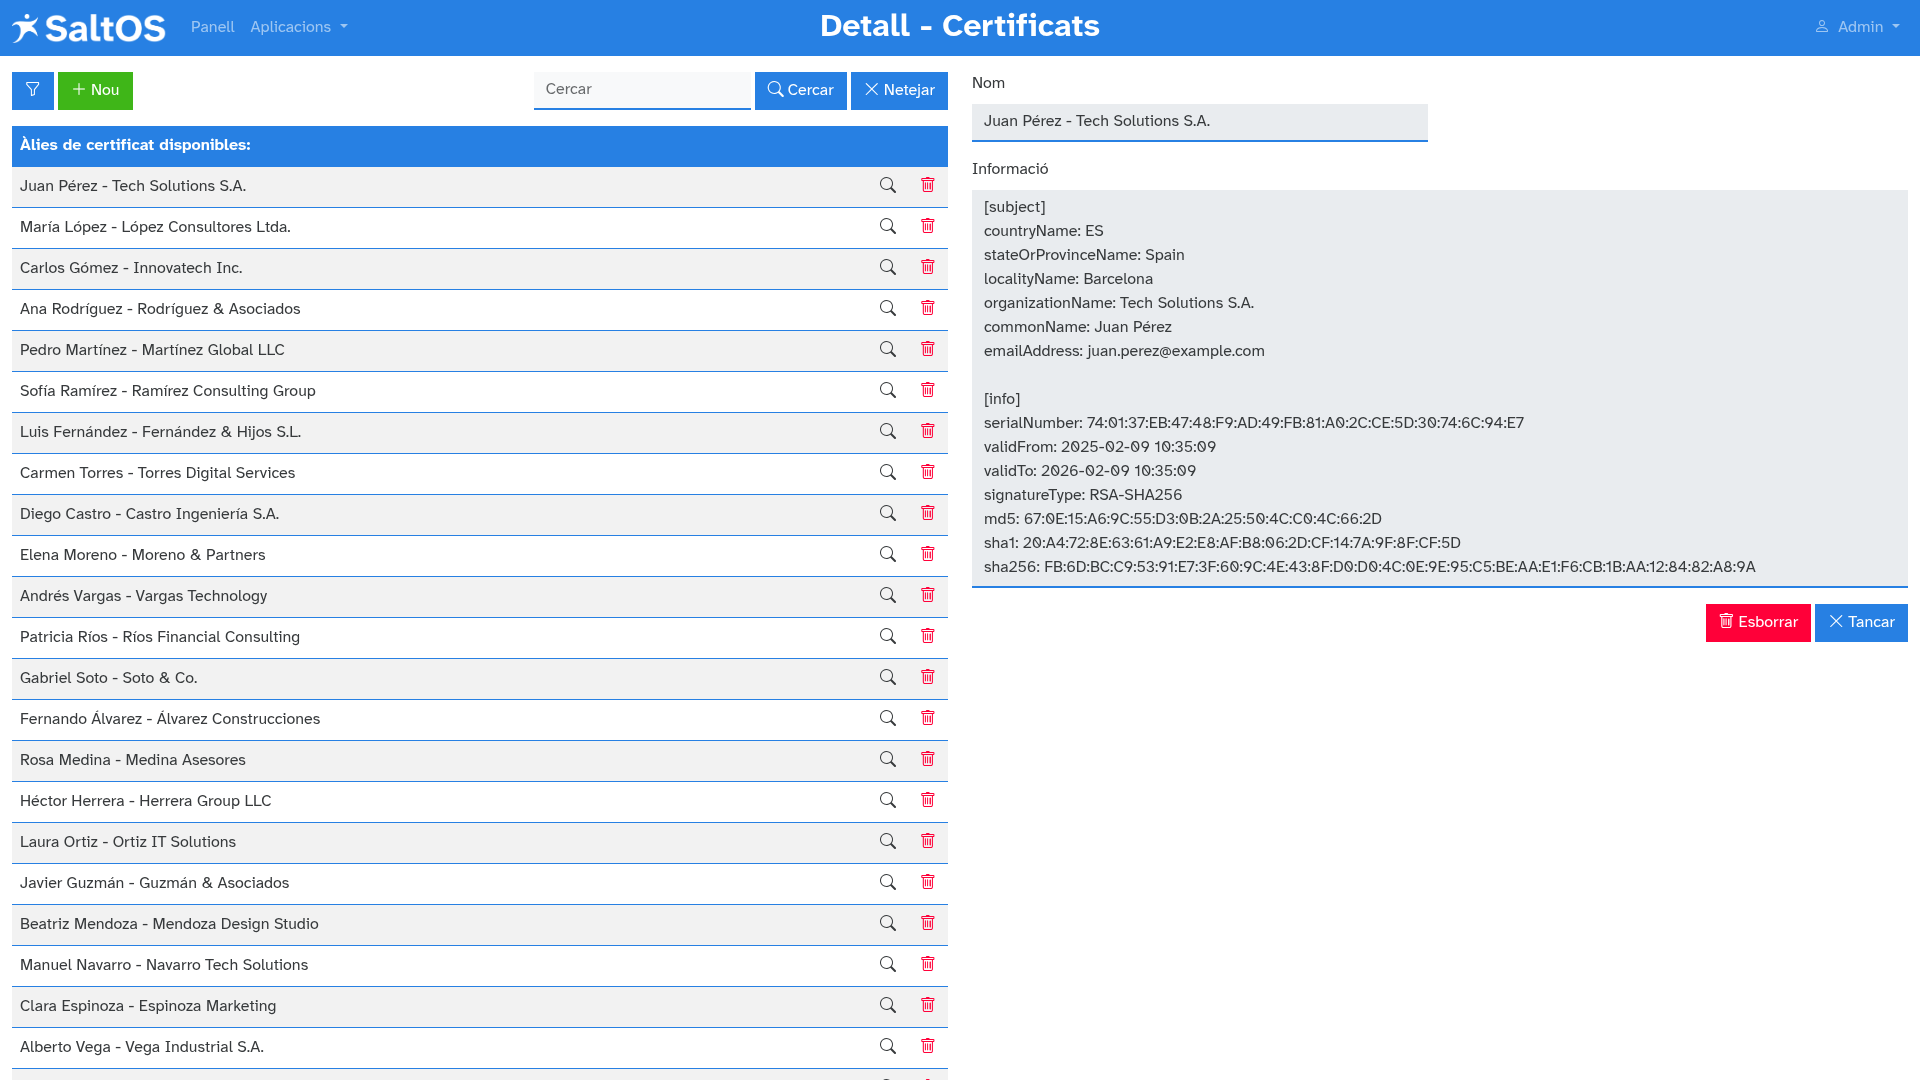 SaltOS
Panell
Aplicacions
Detall - Certificats
Admin
Nou
Cercar
Cercar
Netejar
Àlies de certificat disponibles:
Juan Pérez - Tech Solutions S.A.
María López - López Consultores Ltda.
Carlos Gómez - Innovatech Inc.
Ana Rodríguez - Rodríguez & Asociados
Pedro Martínez - Martínez Global LLC
Sofía Ramírez - Ramírez Consulting Group
Luis Fernández - Fernández & Hijos S.L.
Carmen Torres - Torres Digital Services
Diego Castro - Castro Ingeniería S.A.
Elena Moreno - Moreno & Partners
Andrés Vargas - Vargas Technology
Patricia Ríos - Ríos Financial Consulting
Gabriel Soto - Soto & Co.
Fernando Álvarez - Álvarez Construcciones
Rosa Medina - Medina Asesores
Héctor Herrera - Herrera Group LLC
Laura Ortiz - Ortiz IT Solutions
Javier Guzmán - Guzmán & Asociados
Beatriz Mendoza - Mendoza Design Studio
Manuel Navarro - Navarro Tech Solutions
Clara Espinoza - Espinoza Marketing
Alberto Vega - Vega Industrial S.A.
Nom
Juan Pérez - Tech Solutions S.A.
Informació
[subject]
countryName: ES
stateOrProvinceName: Spain
localityName: Barcelona
organizationName: Tech Solutions S.A.
commonName: Juan Pérez
emailAddress: juan.perez@example.com
[info]
serialNumber: 74:01:37:EB:47:48:F9:AD:49:FB:81:A0:2C:CE:5D:30:74:6C:94:E7
validFrom: 2025-02-09 10:35:09
validTo: 2026-02-09 10:35:09
signatureType: RSA-SHA256
md5: 67:0E:15:A6:9C:55:D3:0B:2A:25:50:4C:C0:4C:66:2D
sha1: 20:A4:72:8E:63:61:A9:E2:E8:AF:B8:06:2D:CF:14:7A:9F:8F:CF:5D
sha256: FB:6D:BC:C9:53:91:E7:3F:60:9C:4E:43:8F:D0:D0:4C:0E:9E:95:C5:BE:AA:E1:F6:CB:1B:AA:12:84:82:A8:9A
Esborrar
Tancar